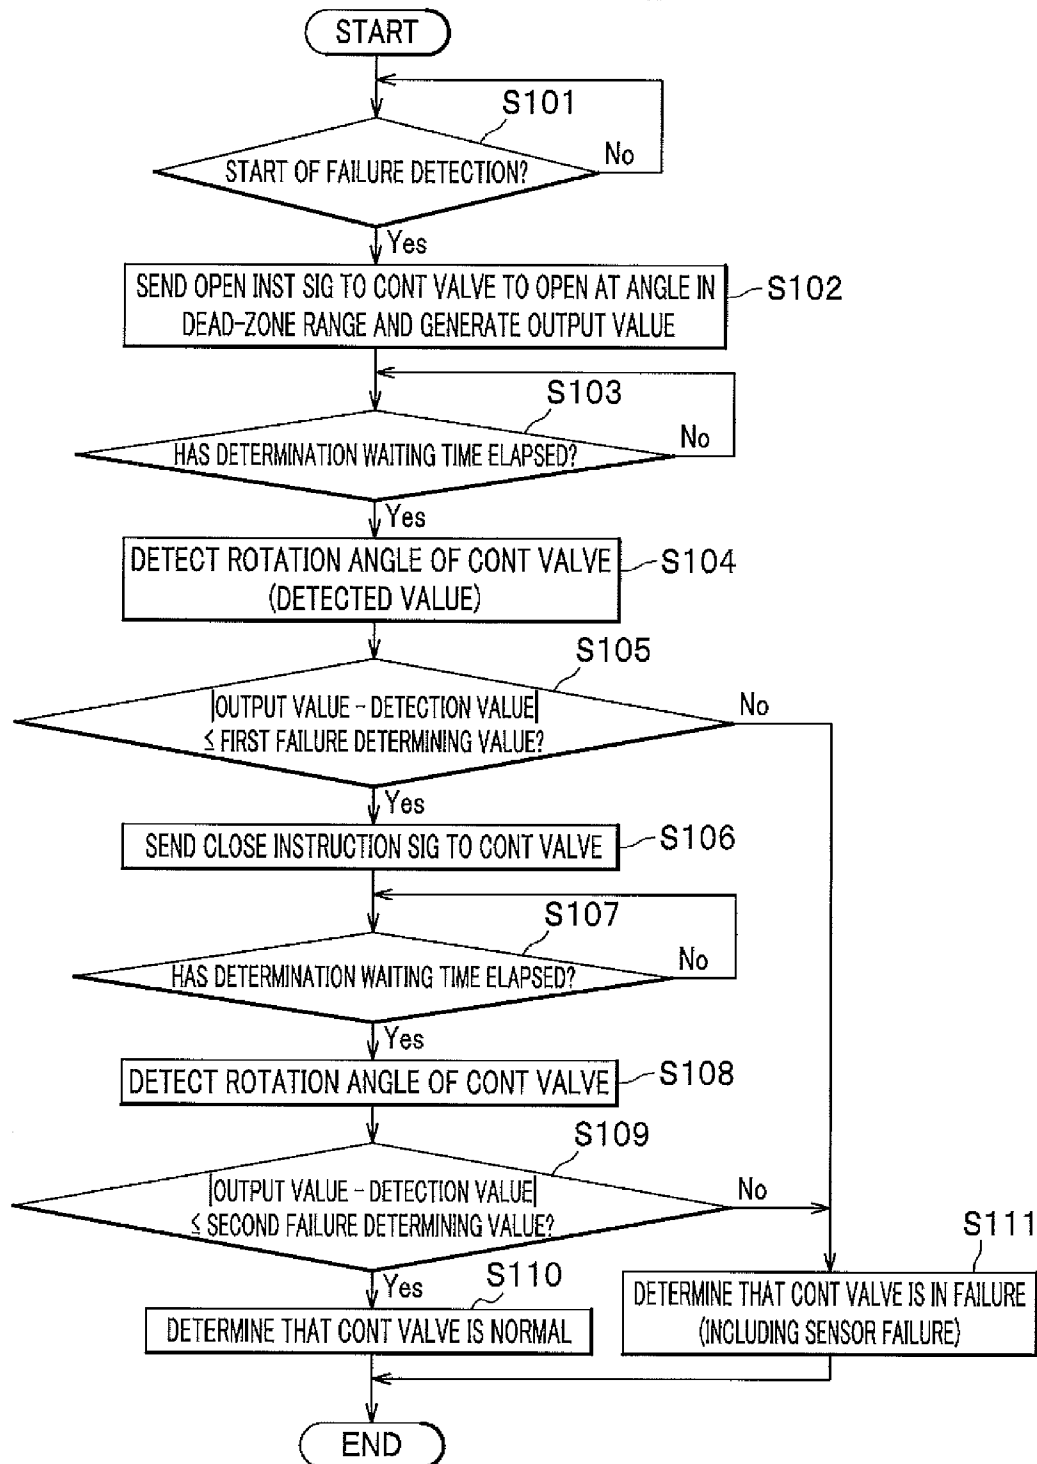 START
S101
START OF FAILURE DETECTION?
No
Yes
SEND OPEN INST SIG TO CONT VALVE TO OPEN AT ANGLE IN
DEAD-ZONE RANGE AND GENERATE OUTPUT VALUE
S102
S103
HAS DETERMINATION WAITING TIME ELAPSED?
No
Yes
DETECT ROTATION ANGLE OF CONT VALVE
(DETECTED VALUE)
S104
S105
|OUTPUT VALUE - DETECTION VALUE|
≦ FIRST FAILURE DETERMINING VALUE?
No
Yes
SEND CLOSE INSTRUCTION SIG TO CONT VALVE
S106
S107
HAS DETERMINATION WAITING TIME ELAPSED?
No
Yes
DETECT ROTATION ANGLE OF CONT VALVE
S108
S109
|OUTPUT VALUE - DETECTION VALUE|
≦ SECOND FAILURE DETERMINING VALUE?
No
Yes
S110
DETERMINE THAT CONT VALVE IS NORMAL
S111
DETERMINE THAT CONT VALVE IS IN FAILURE
(INCLUDING SENSOR FAILURE)
END